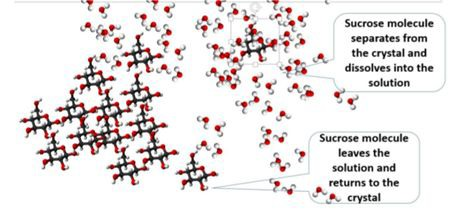 Sucrose molecule
separates from
the crystal and
dissolves into the
solution
Sucrose molecule
leaves the
solution and
returns to the
crystal